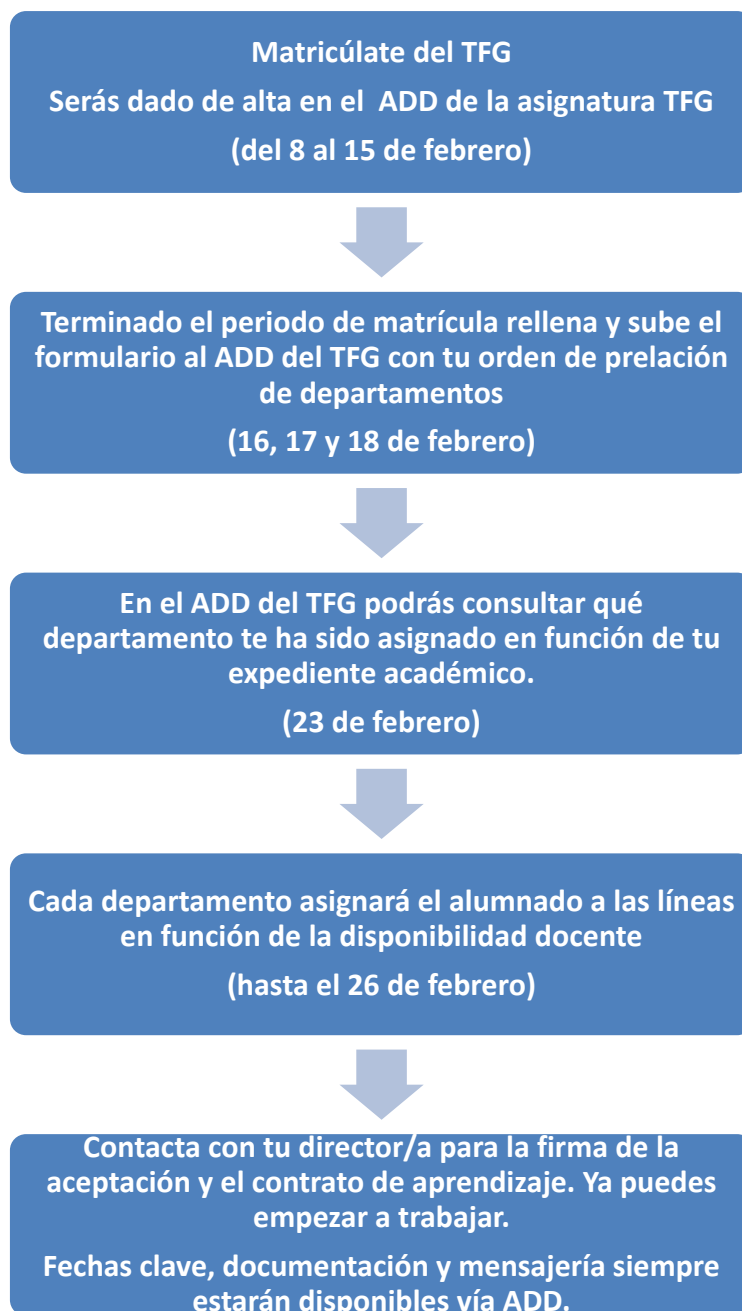 Matricúlate del TFG
Serás dado de alta en el ADD de la asignatura TFG
(del 8 al 15 de febrero)
Terminado el periodo de matrícula rellena y sube el
formulario al ADD del TFG con tu orden de prelación
de departamentos
(16, 17 y 18 de febrero)
En el ADD del TFG podrás consultar qué
departamento te ha sido asignado en función de tu
expediente académico.
(23 de febrero)
Cada departamento asignará el alumnado a las líneas
en función de la disponibilidad docente
(hasta el 26 de febrero)
Contacta con tu director/a para la firma de la
aceptación y el contrato de aprendizaje. Ya puedes
empezar a trabajar.
Fechas clave, documentación y mensajería siempre
estarán disponibles vía ADD.